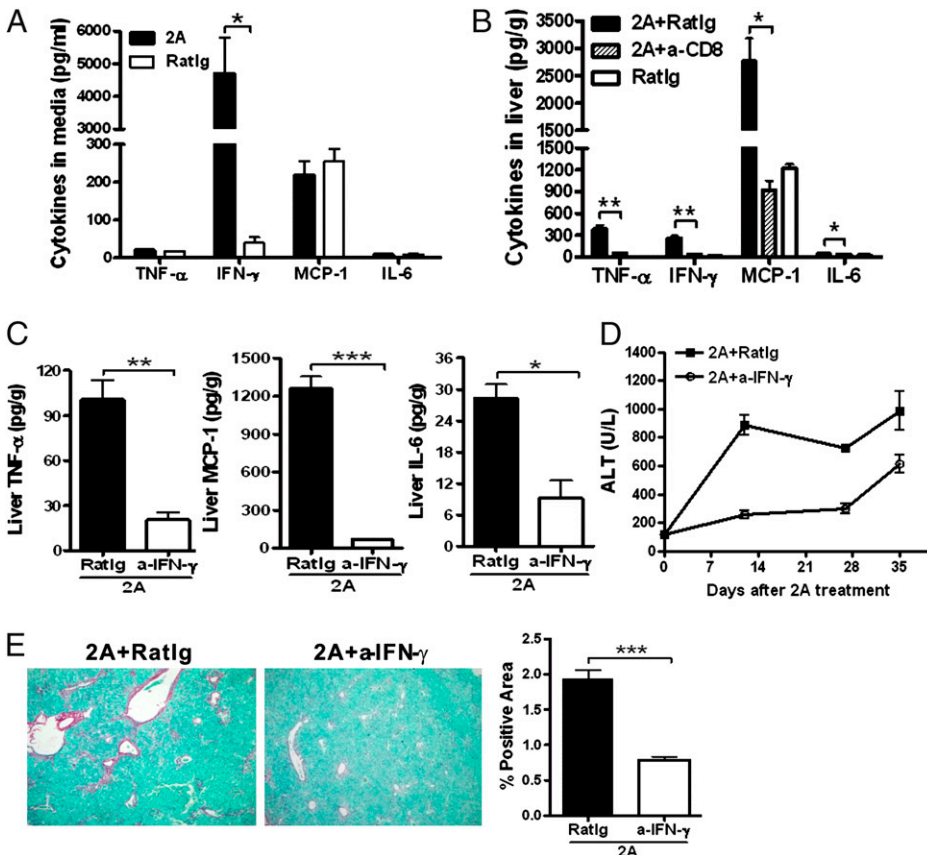 A
Cytokines in media (pg/ml)
6000
5000
4000
3000
300
200
100
0
2A
RatIg
*
TNF-α IFN-γ MCP-1 IL-6
B
Cytokines in liver (pg/g)
3500
3000
2500
2000
1500
1200
900
600
300
0
2A+RatIg
2A+a-CD8
RatIg
**
**
*
*
TNF-α IFN-γ MCP-1 IL-6
C
Liver TNF-α (pg/g)
120
90
60
30
0
**
RatIg a-IFN-γ
2A
Liver MCP-1 (pg/g)
1600
1200
800
400
0
***
RatIg a-IFN-γ
2A
Liver IL-6 (pg/g)
36
30
24
18
12
6
0
*
RatIg a-IFN-γ
2A
D
ALT (U/L)
1400
1200
1000
800
600
400
200
0
2A+RatIg
2A+a-IFN-γ
0 7 14 21 28 35
Days after 2A treatment
E
2A+RatIg 2A+a-IFN-γ
% Positive Area
2.5
2.0
1.5
1.0
0.5
0.0
***
RatIg a-IFN-γ
2A